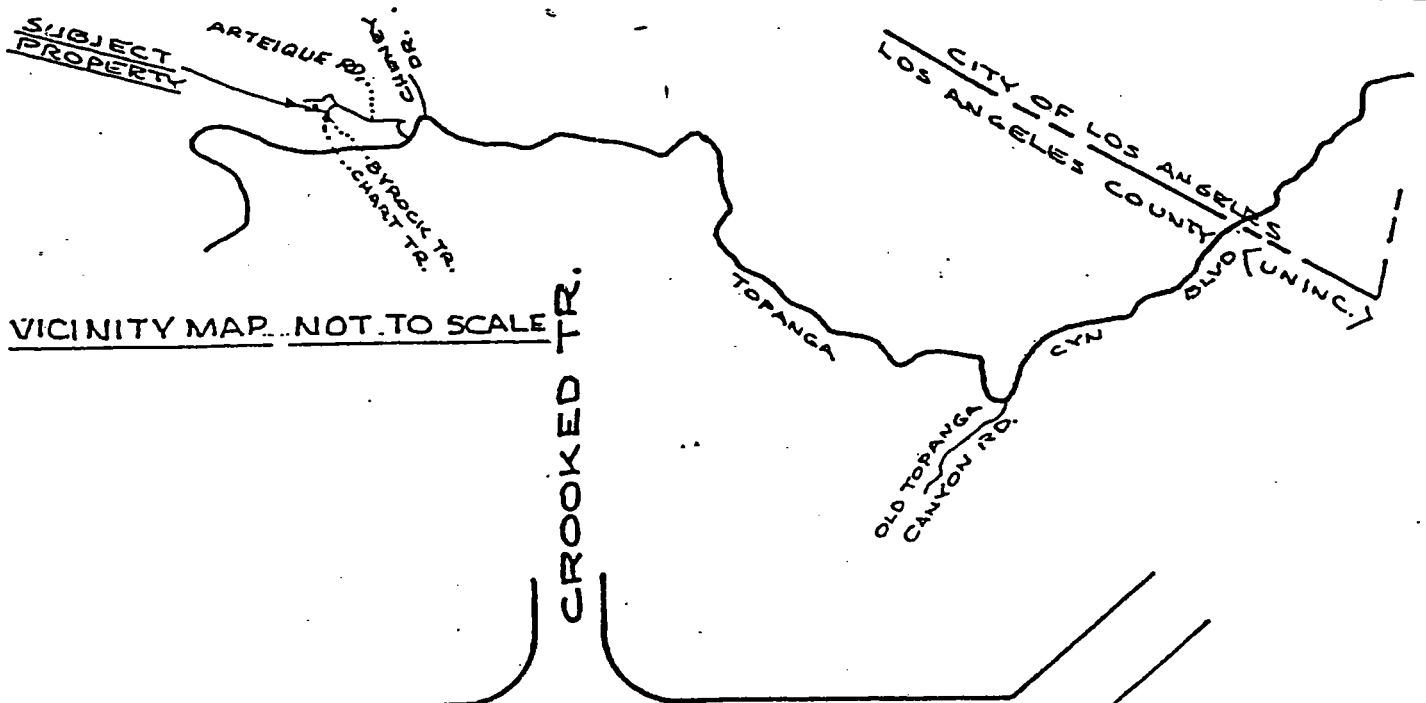 SUBJECT
PROPERTY
ARTEIQUE RD.
CHENEY
DR.
BYROCK TR.
CHART TR.
CITY OF LOS ANGELES
LOS ANGELES COUNTY
(UNINC.)
TOPANGA
CYN
BLVD
OLD TOPANGA
CANYON RD.
VICINITY MAP NOT TO SCALE
CROOKED TR.